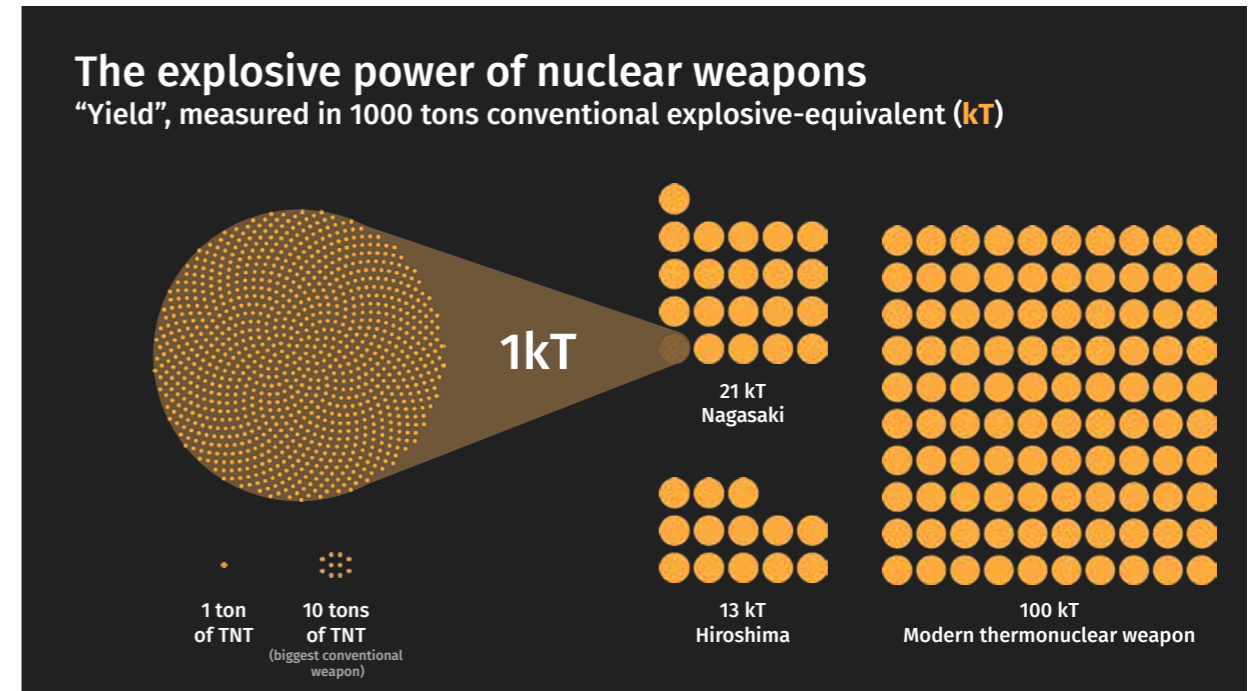 The explosive power of nuclear weapons
“Yield”, measured in 1000 tons conventional explosive-equivalent (kT)
1kT
21 kT
Nagasaki
1 ton
of TNT
10 tons
of TNT
(biggest conventional
weapon)
13 kT
Hiroshima
100 kT
Modern thermonuclear weapon